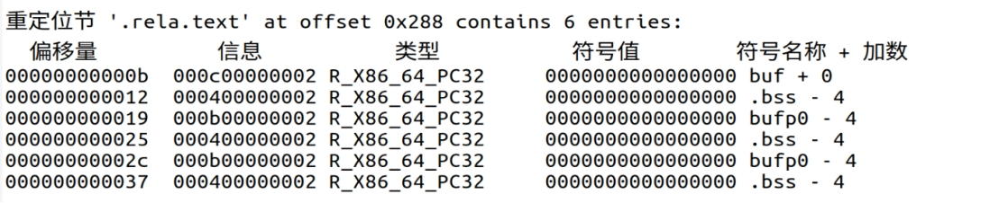 重定位节 '.rela.text' at offset 0x288 contains 6 entries:
偏移量 信息 类型 符号值 符号名称 + 加数
00000000000b 000c00000002 R_X86_64_PC32 0000000000000000 buf + 0
000000000012 000400000002 R_X86_64_PC32 0000000000000000 .bss - 4
000000000019 000b00000002 R_X86_64_PC32 0000000000000000 bufp0 - 4
000000000025 000400000002 R_X86_64_PC32 0000000000000000 .bss - 4
00000000002c 000b00000002 R_X86_64_PC32 0000000000000000 bufp0 - 4
000000000037 000400000002 R_X86_64_PC32 0000000000000000 .bss - 4